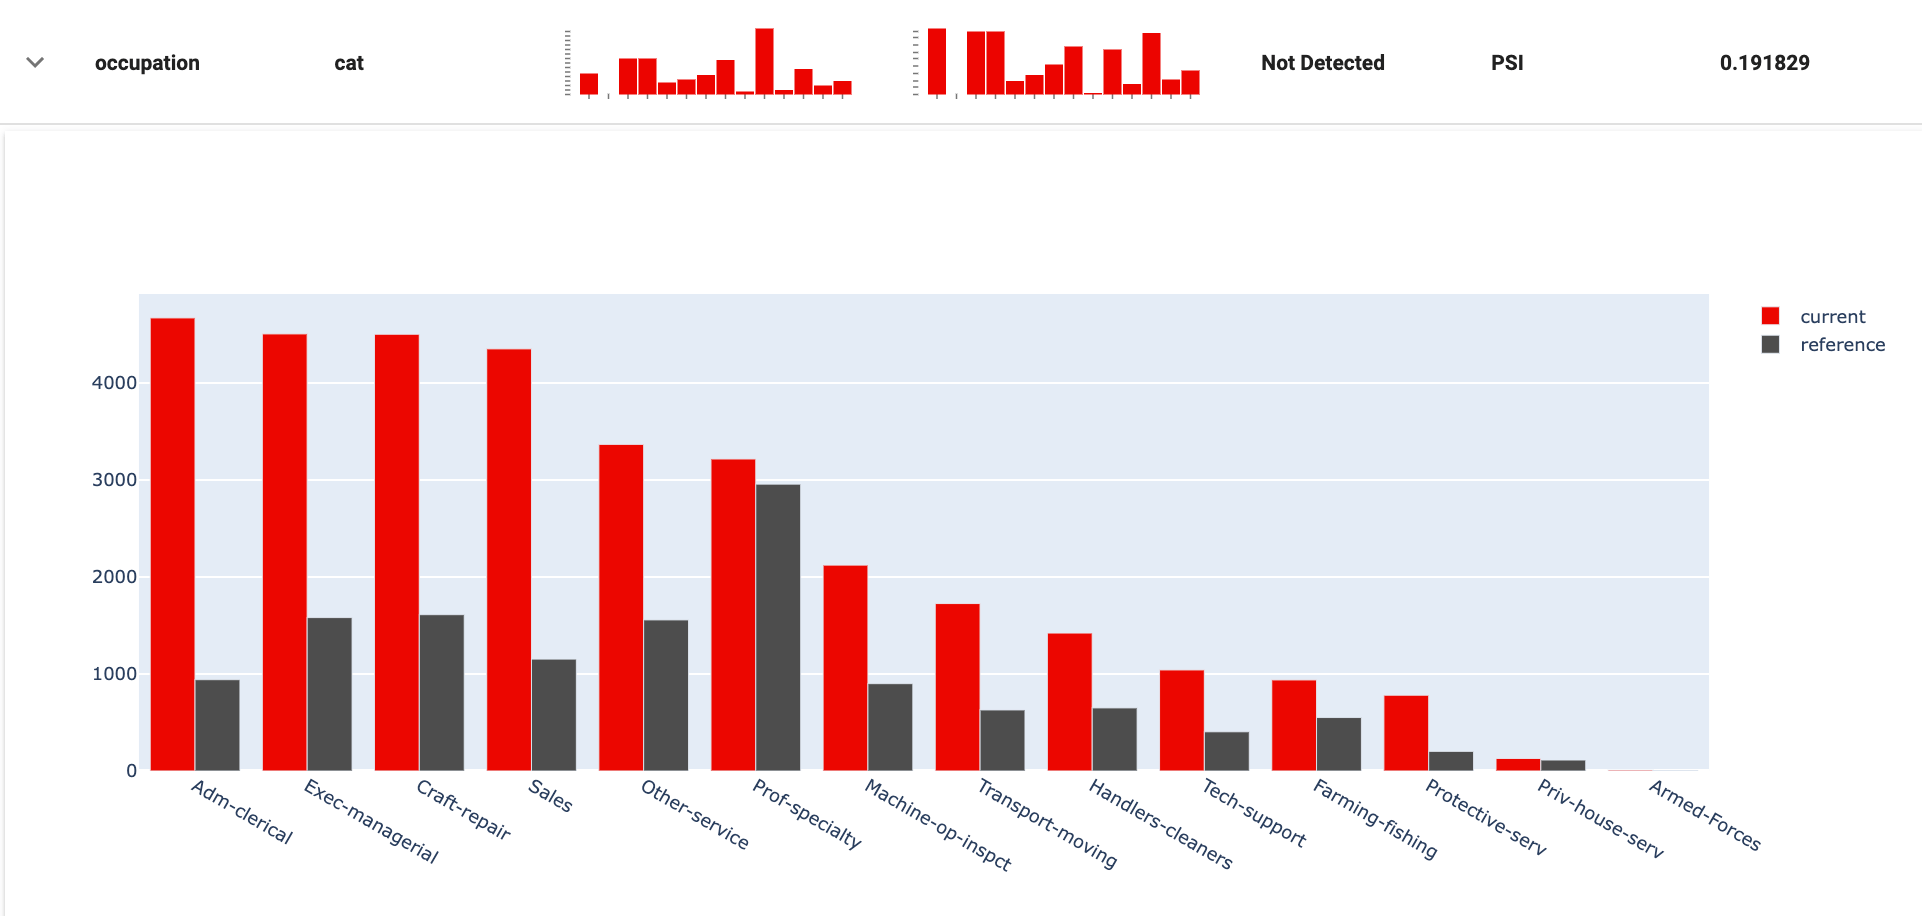 occupation cat Not Detected PSI 0.191829
current
reference
4000
3000
2000
1000
0
Adm-clerical
Exec-managerial
Craft-repair
Sales
Other-service
Prof-specialty
Machine-op-inspct
Transport-moving
Handlers-cleaners
Tech-support
Farming-fishing
Protective-serv
Priv-house-serv
Armed-Forces